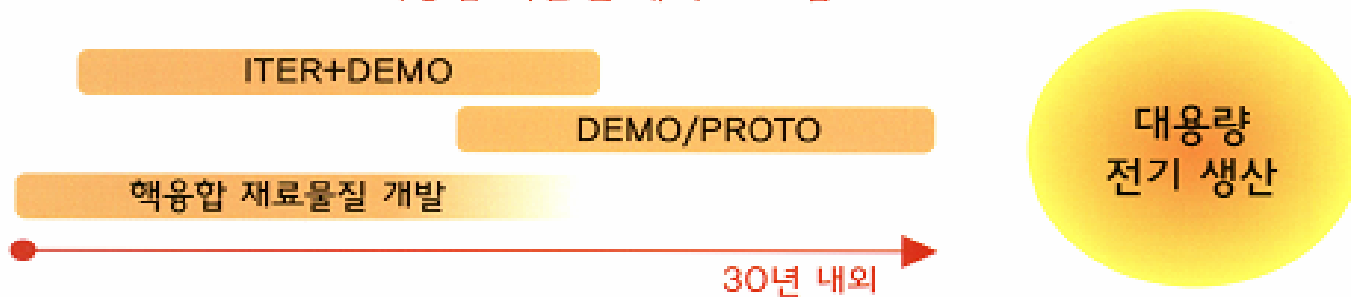 ITER+DEMO
DEMO/PROTO
핵융합 재료물질 개발
30년 내외
대용량
전기 생산